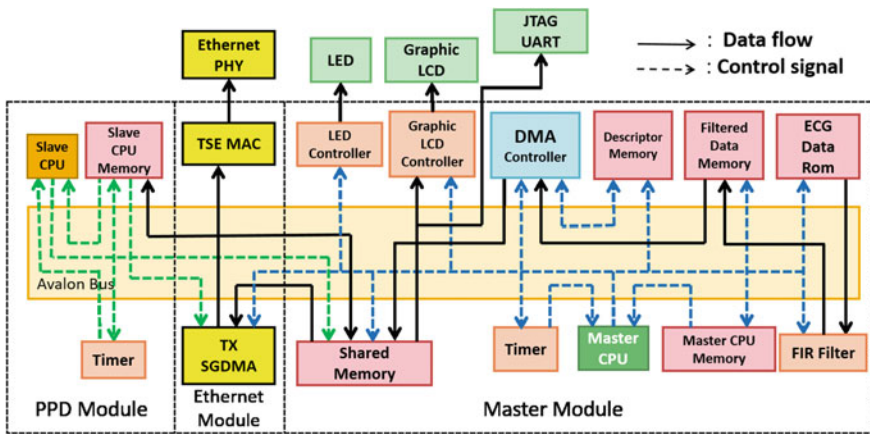 JTAG
UART
Ethernet
PHY
LED
Graphic
LCD
: Data flow
: Control signal
Slave
CPU
Slave
CPU
Memory
TSE MAC
LED
Controller
Graphic
LCD
Controller
DMA
Controller
Descriptor
Memory
Filtered
Data
Memory
ECG
Data
Rom
Avalon Bus
Timer
TX
SGDMA
Shared
Memory
Timer
Master
CPU
Master CPU
Memory
FIR Filter
PPD Module
Ethernet
Module
Master Module